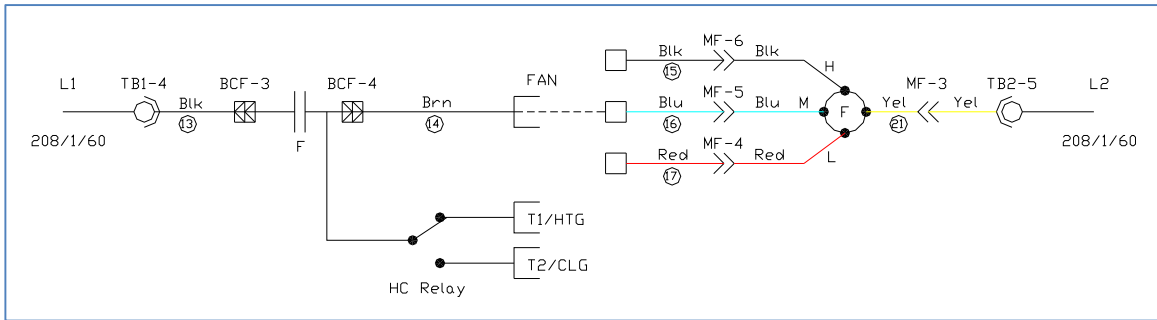 MF-6
Blk
Blk
15
H
L1
TB1-4
BCF-3
BCF-4
FAN
MF-5
MF-3
TB2-5
L2
Blk
13
Brn
14
Blu
16
Blu
M
F
Yel
21
Yel
208/1/60
F
208/1/60
MF-4
Red
17
Red
L
T1/HTG
T2/CLG
HC Relay